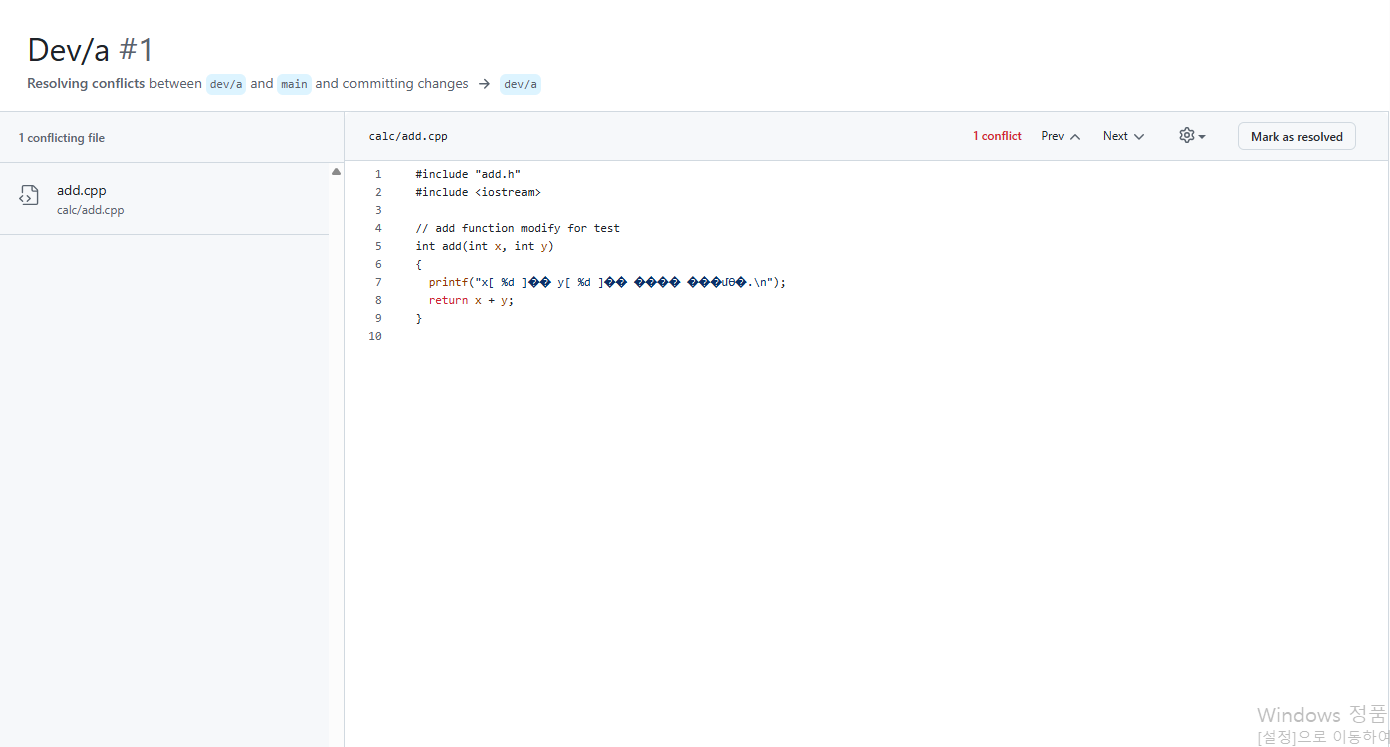 Dev/a #1
Resolving conflicts between dev/a and main and committing changes → dev/a
1 conflicting file
calc/add.cpp
1 conflict
Prev
Next
Mark as resolved
add.cpp
calc/add.cpp
1 #include "add.h"
2 #include <iostream>
3
4 // add function modify for test
5 int add(int x, int y)
6 {
7 printf("x[ %d ]�� y[ %d ]�� ���� ���մϴ�.\n");
8 return x + y;
9 }
10
Windows 정품
[설정]으로 이동하여